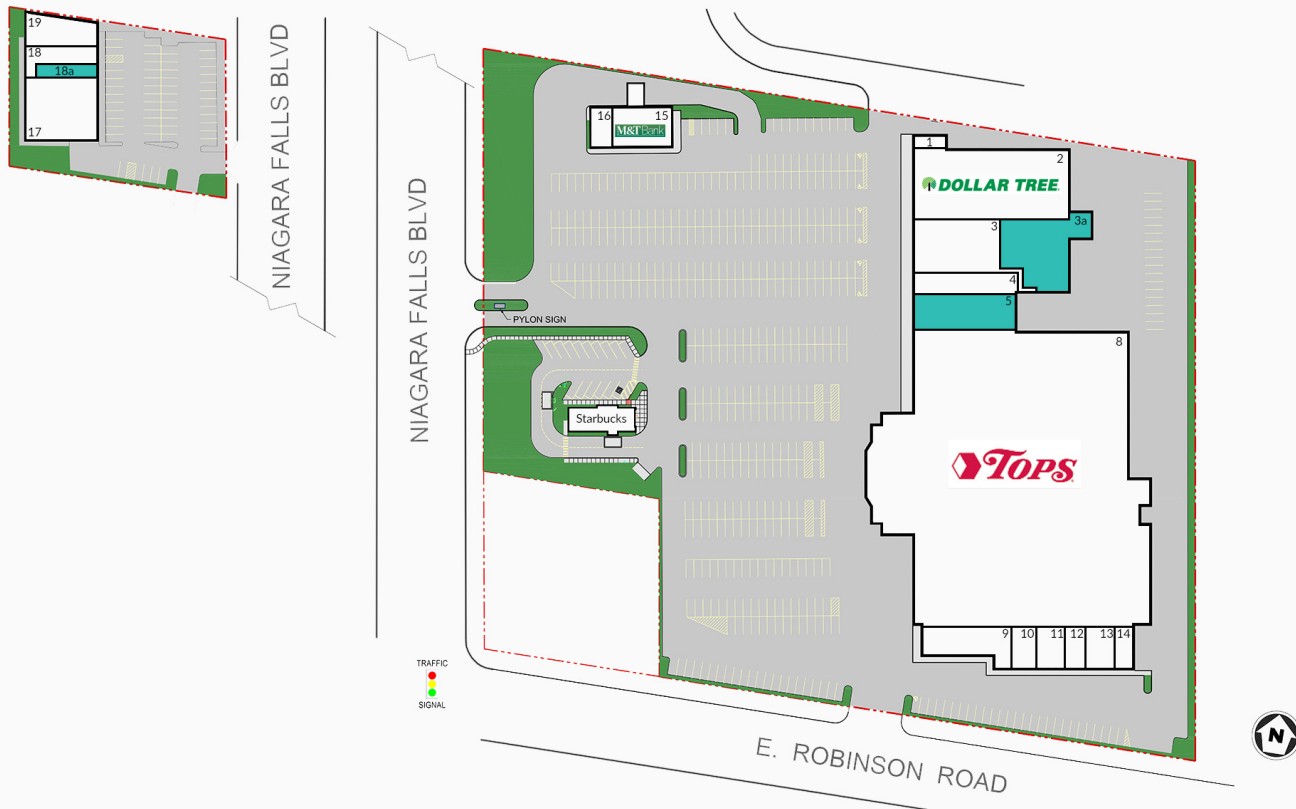 19
18
18a
17
NIAGARA FALLS BLVD
NIAGARA FALLS BLVD
16
15
M&T Bank
1
2
DOLLAR TREE
3
3a
4
5
PYLON SIGN
8
Starbucks
TOPS
9
10
11
12
13
14
TRAFFIC
SIGNAL
E. ROBINSON ROAD
N